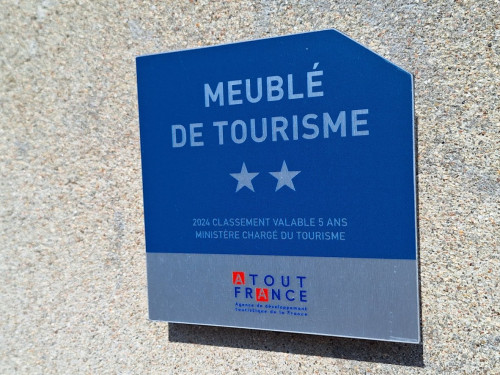 MEUBLÉ
DE TOURISME
2024 CLASSEMENT VALABLE 5 ANS
MINISTÈRE CHARGÉ DU TOURISME
ATOUT
FRANCE
Agence de développement
touristique de la France